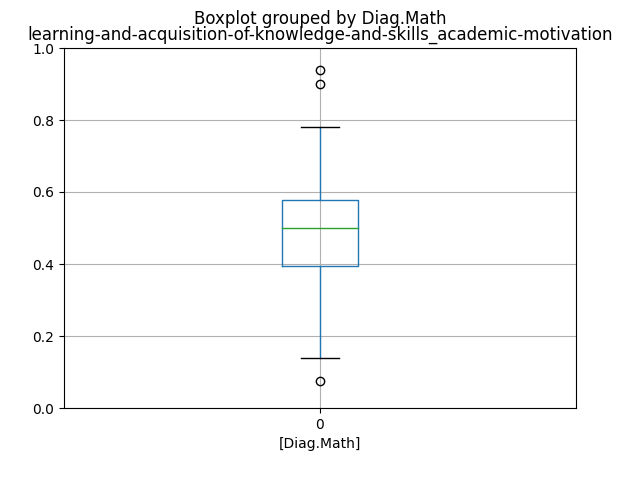 Boxplot grouped by Diag.Math
learning-and-acquisition-of-knowledge-and-skills_academic-motivation
1.0
0.8
0.6
0.4
0.2
0.0
0
[Diag.Math]